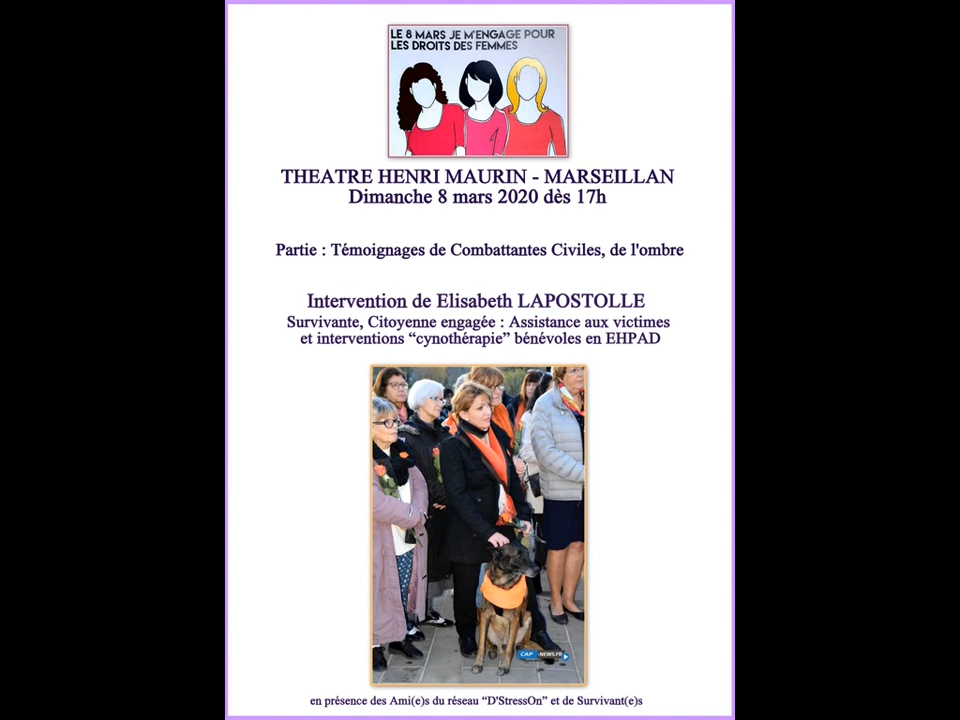 LE 8 MARS JE M'ENGAGE POUR
LES DROITS DES FEMMES
THEATRE HENRI MAURIN - MARSEILLAN
Dimanche 8 mars 2020 dès 17h
Partie : Témoignages de Combattantes Civiles, de l'ombre
Intervention de Elisabeth LAPOSTOLLE
Survivante, Citoyenne engagée : Assistance aux victimes
et interventions “cynothérapie” bénévoles en EHPAD
CAP -NEWS.FR
en présence des Ami(e)s du réseau “D'StressOn” et de Survivant(e)s